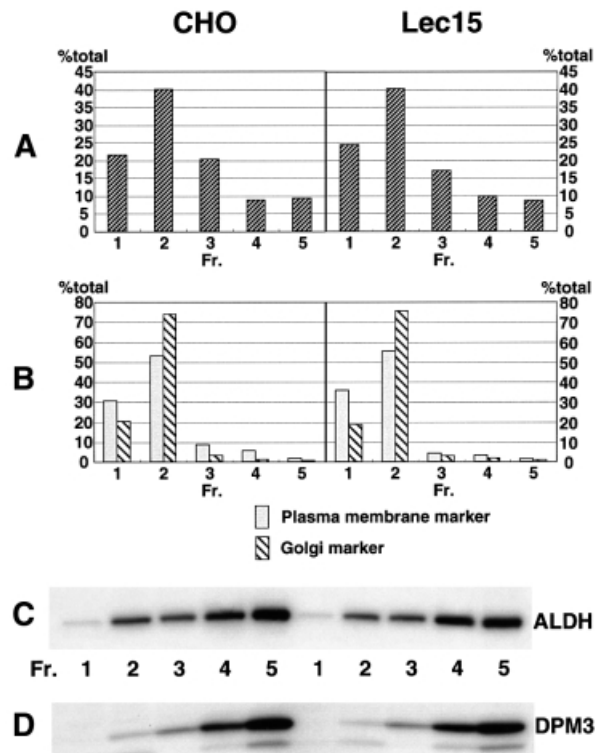 CHO Lec15
%total %total
A
45 45
40 40
35 35
30 30
25 25
20 20
15 15
10 10
5 5
0 0
1 2 3 4 5 1 2 3 4 5
Fr. Fr.
%total %total
B
80 80
70 70
60 60
50 50
40 40
30 30
20 20
10 10
0 0
1 2 3 4 5 1 2 3 4 5
Fr. Fr.
Plasma membrane marker
Golgi marker
C ALDH
Fr. 1 2 3 4 5 1 2 3 4 5
D DPM3